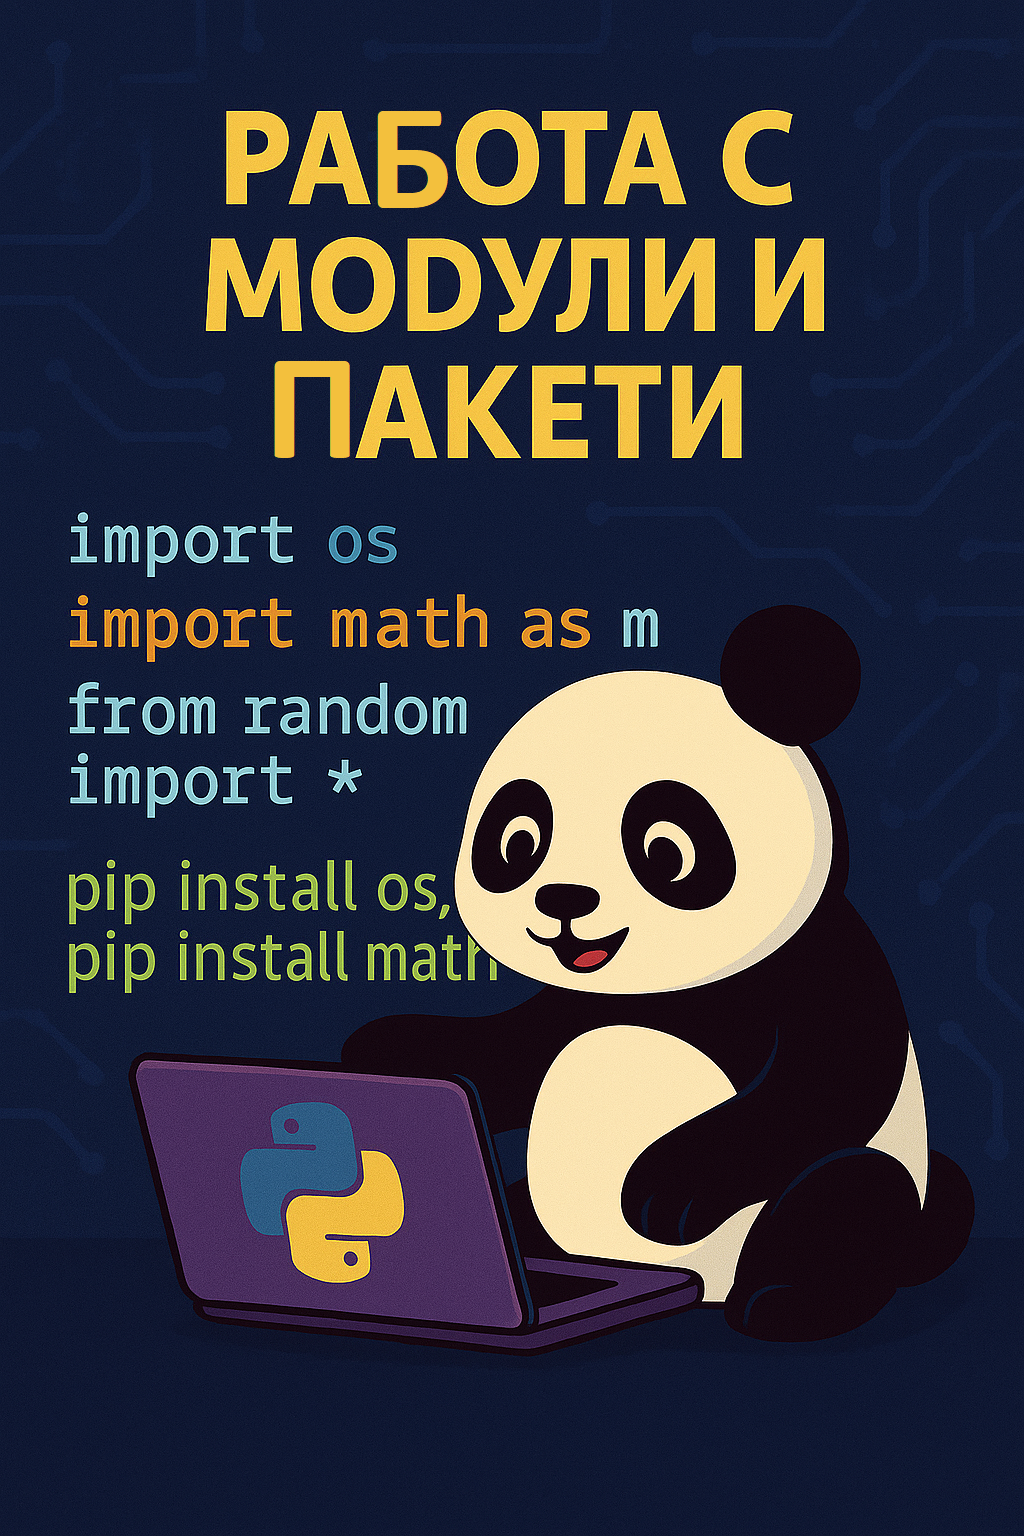 РАБОТА С
МОDУЛИ И
ПАКЕТИ
import os
import math as m
from random
import *
pip install os,
pip install math